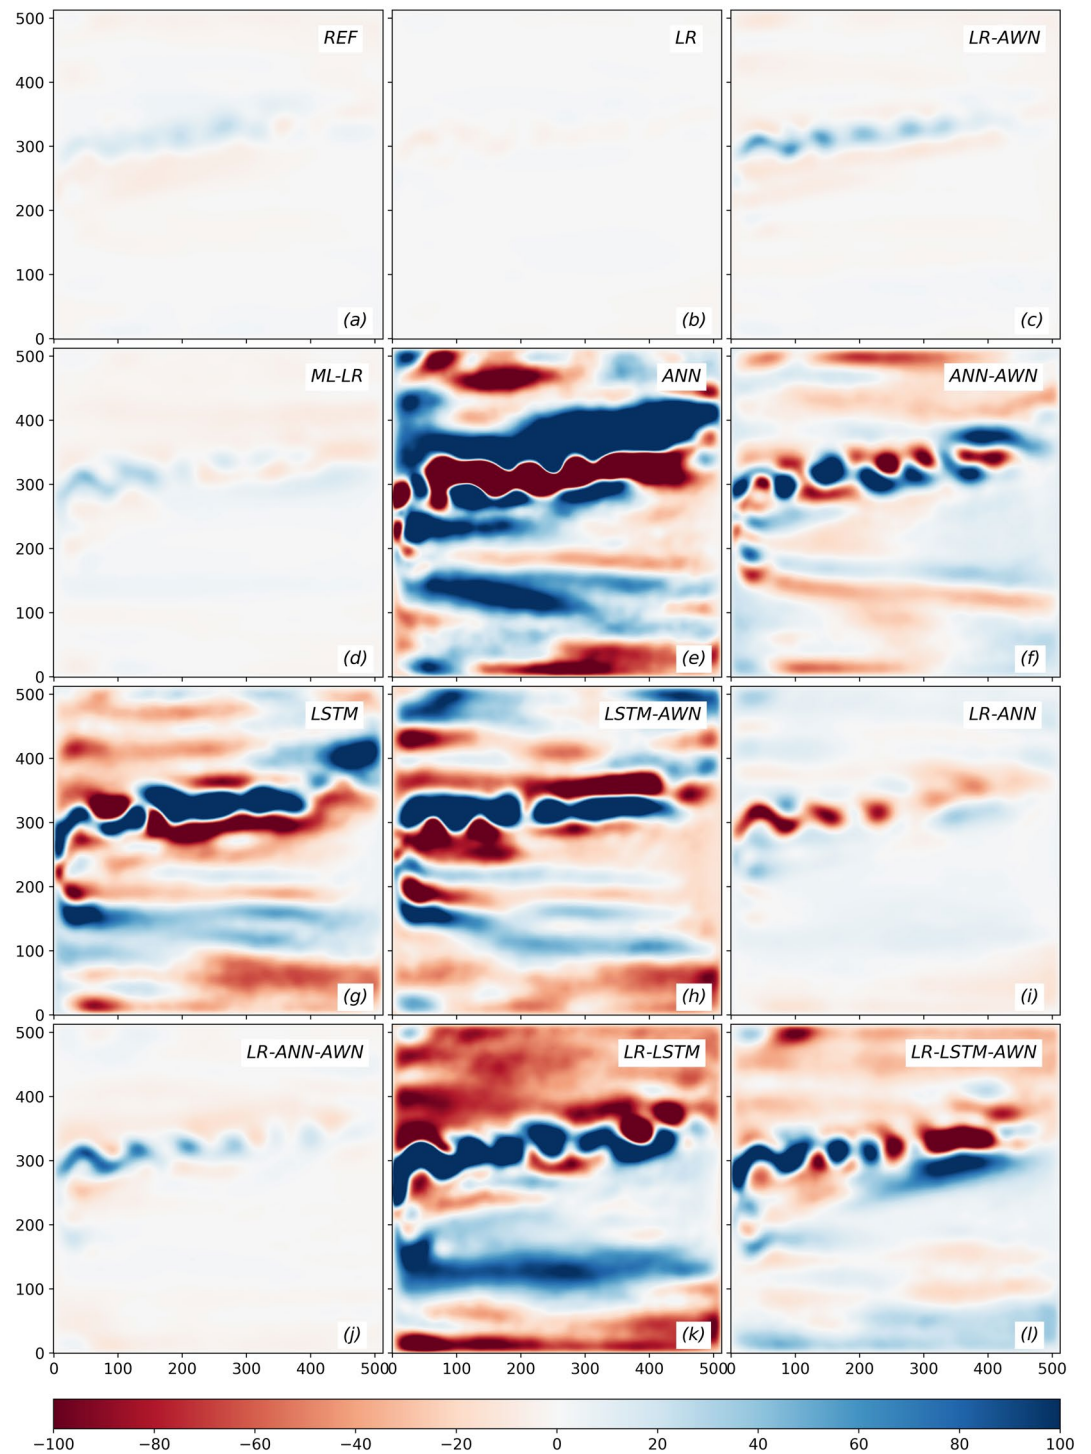 500
400
300
200
100
0
REF
(a)
LR
(b)
LR-AWN
(c)
500
400
300
200
100
0
ML-LR
(d)
ANN
(e)
ANN-AWN
(f)
500
400
300
200
100
0
LSTM
(g)
LSTM-AWN
(h)
LR-ANN
(i)
500
400
300
200
100
0
LR-ANN-AWN
(j)
LR-LSTM
(k)
LR-LSTM-AWN
(l)
0 100 200 300 400 500 0 100 200 300 400 500 0 100 200 300 400 500
−100 −80 −60 −40 −20 0 20 40 60 80 100